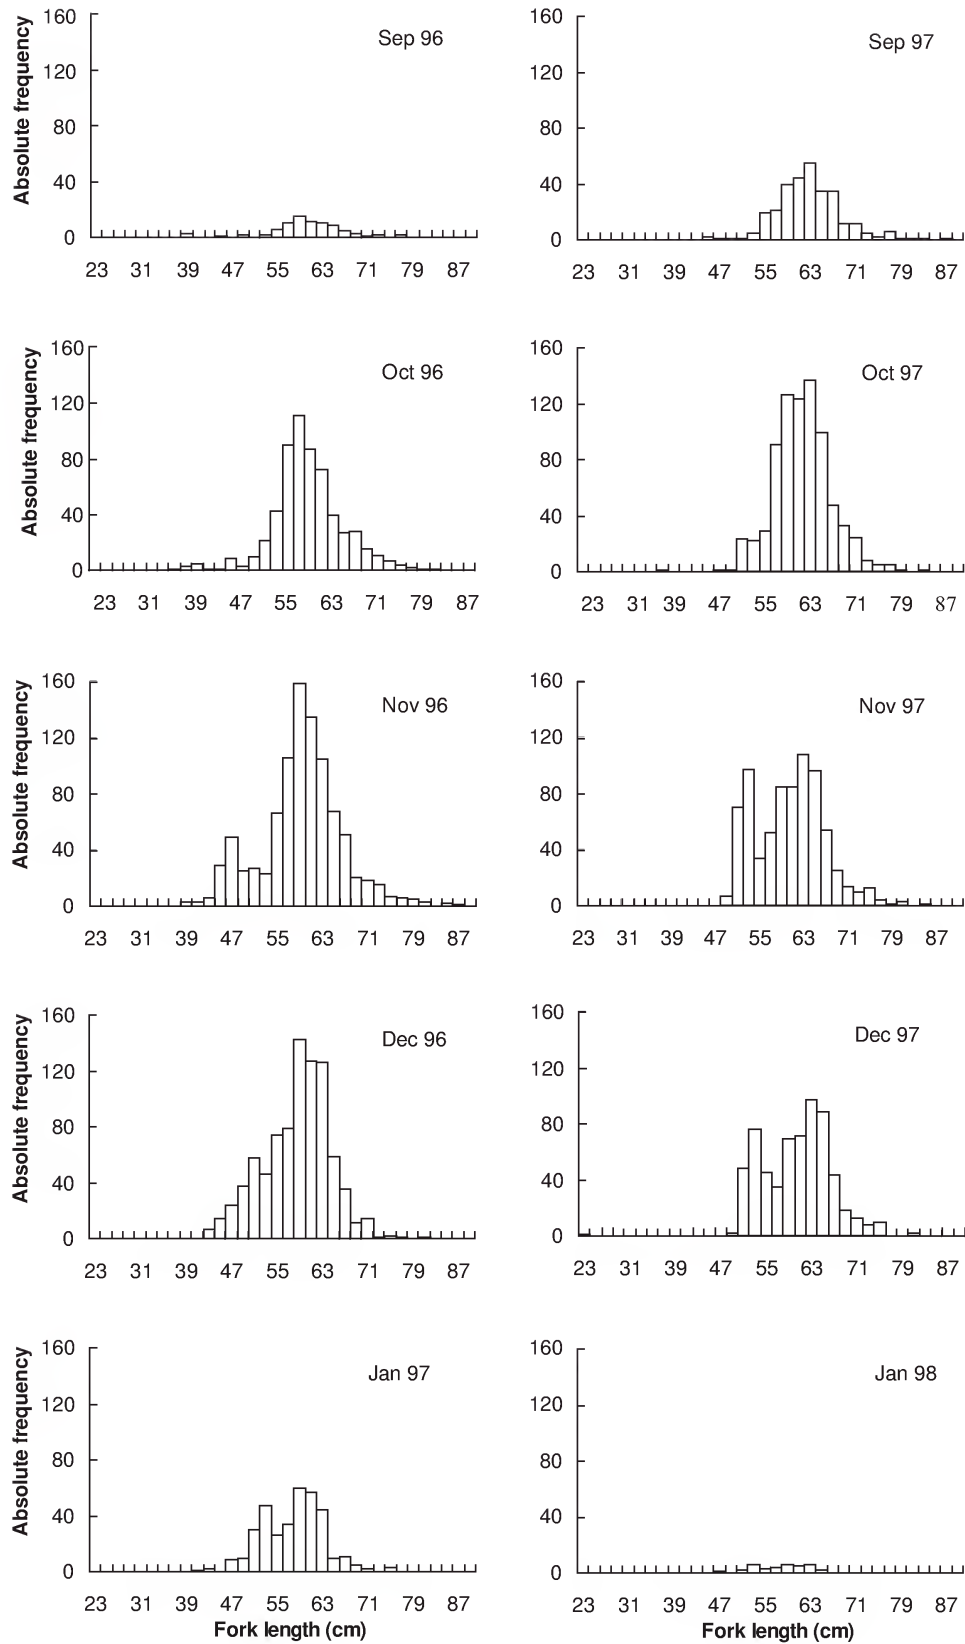 Absolute frequency
160
120
80
40
0
Sep 96
23 31 39 47 55 63 71 79 87
160
120
80
40
0
Sep 97
23 31 39 47 55 63 71 79 87
Absolute frequency
160
120
80
40
0
Oct 96
23 31 39 47 55 63 71 79 87
160
120
80
40
0
Oct 97
23 31 39 47 55 63 71 79 87
Absolute frequency
160
120
80
40
0
Nov 96
23 31 39 47 55 63 71 79 87
160
120
80
40
0
Nov 97
23 31 39 47 55 63 71 79 87
Absolute frequency
160
120
80
40
0
Dec 96
23 31 39 47 55 63 71 79 87
160
120
80
40
0
Dec 97
23 31 39 47 55 63 71 79 87
Absolute frequency
160
120
80
40
0
Jan 97
23 31 39 47 55 63 71 79 87
Fork length (cm)
160
120
80
40
0
Jan 98
23 31 39 47 55 63 71 79 87
Fork length (cm)